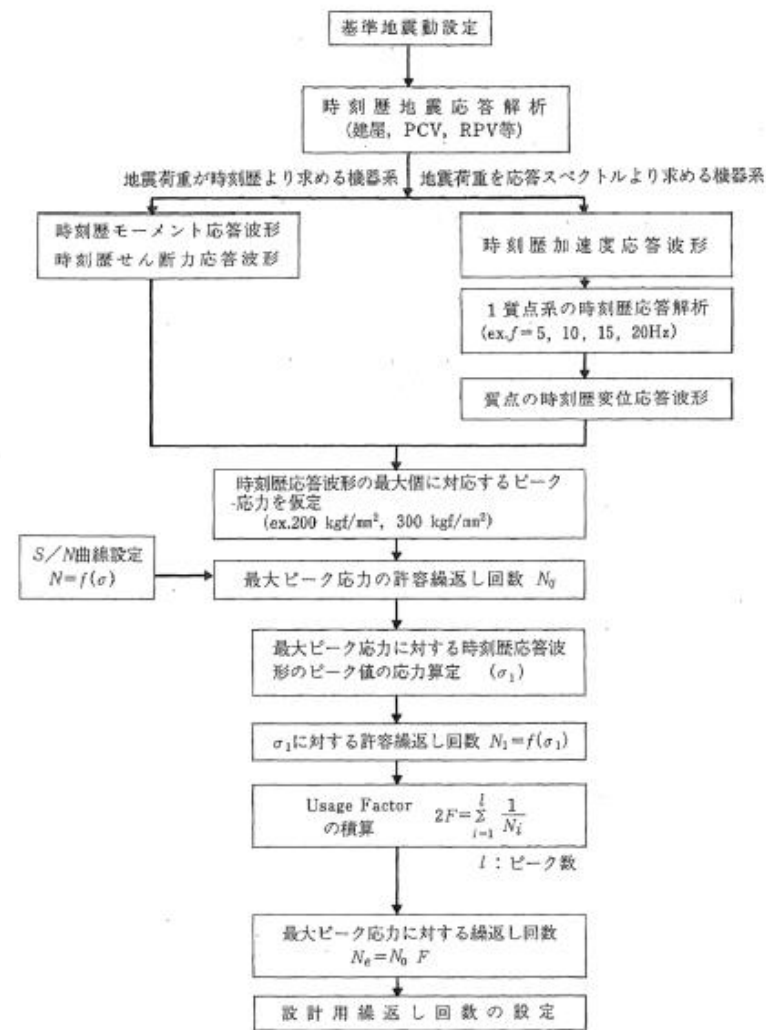 基準地震動設定
時刻歴地震応答解析
(建屋，PCV，RPV等)
地震荷重が時刻歴より求める機器系
地震荷重を応答スペクトルより求める機器系
時刻歴モーメント応答波形
時刻歴せん断力応答波形
時刻歴加速度応答波形
1質点系の時刻歴応答解析
(ex.f＝5，10，15，20Hz)
質点の時刻歴変位応答波形
時刻歴応答波形の最大個に対応するピーク
応力を仮定
(ex.200 kgf/mm², 300 kgf/mm²)
S／N曲線設定
N=f(σ)
最大ピーク応力の許容繰返し回数 N₀
最大ピーク応力に対する時刻歴応答波
形のピーク値の応力算定 (σ₁)
σ₁に対する許容繰返し回数 N₁=f(σ₁)
Usage Factor
の積算
2F=Σ_{i=1}^{l} 1/Nᵢ
l：ピーク数
最大ピーク応力に対する繰返し回数
Nₑ=N₀ F
設計用繰返し回数の設定